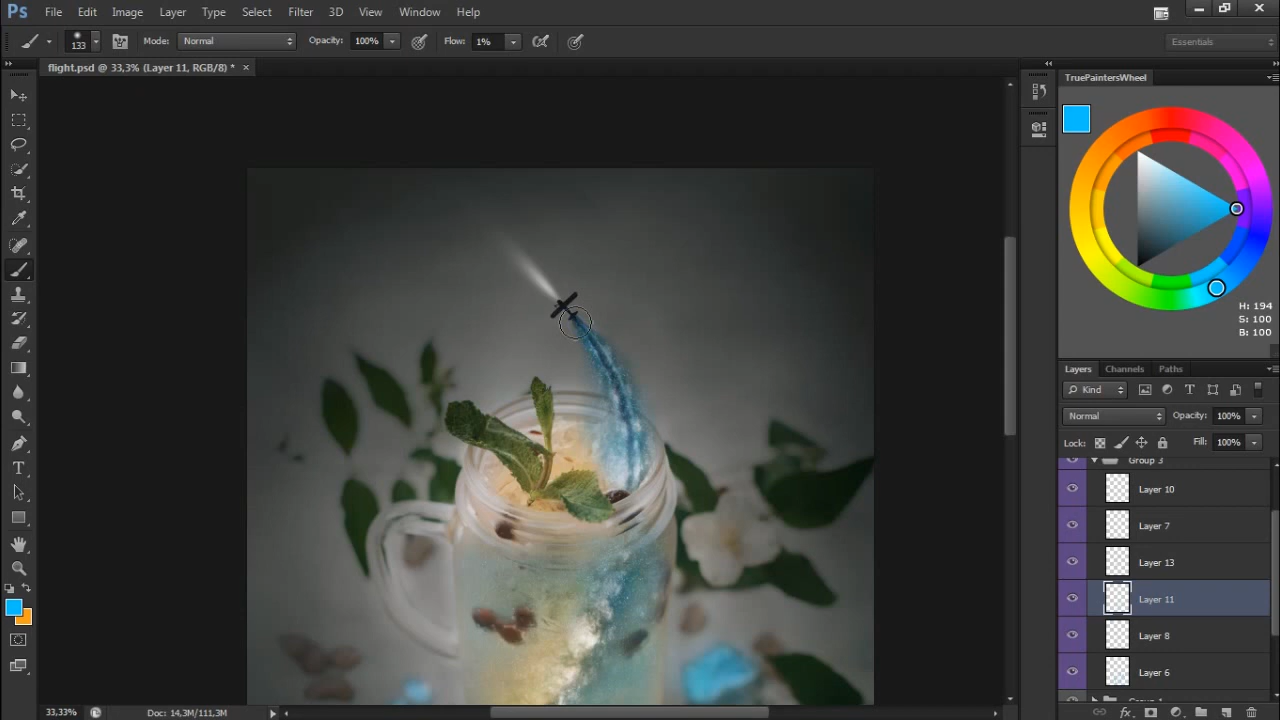 Ps File Edit Image Layer Type Select Filter 3D View Window Help
133 Mode: Normal Opacity: 100% Flow: 1% Essentials
flight.psd @ 33,3% (Layer 11, RGB/8) * ×
TruePaintersWheel
H: 194
S: 100
B: 100
Layers Channels Paths
Kind
Normal Opacity: 100%
Lock: Fill: 100%
Group 3
Layer 10
Layer 7
Layer 13
Layer 11
Layer 8
Layer 6
Group 1
33,33% Doc: 14,3M/111,3M